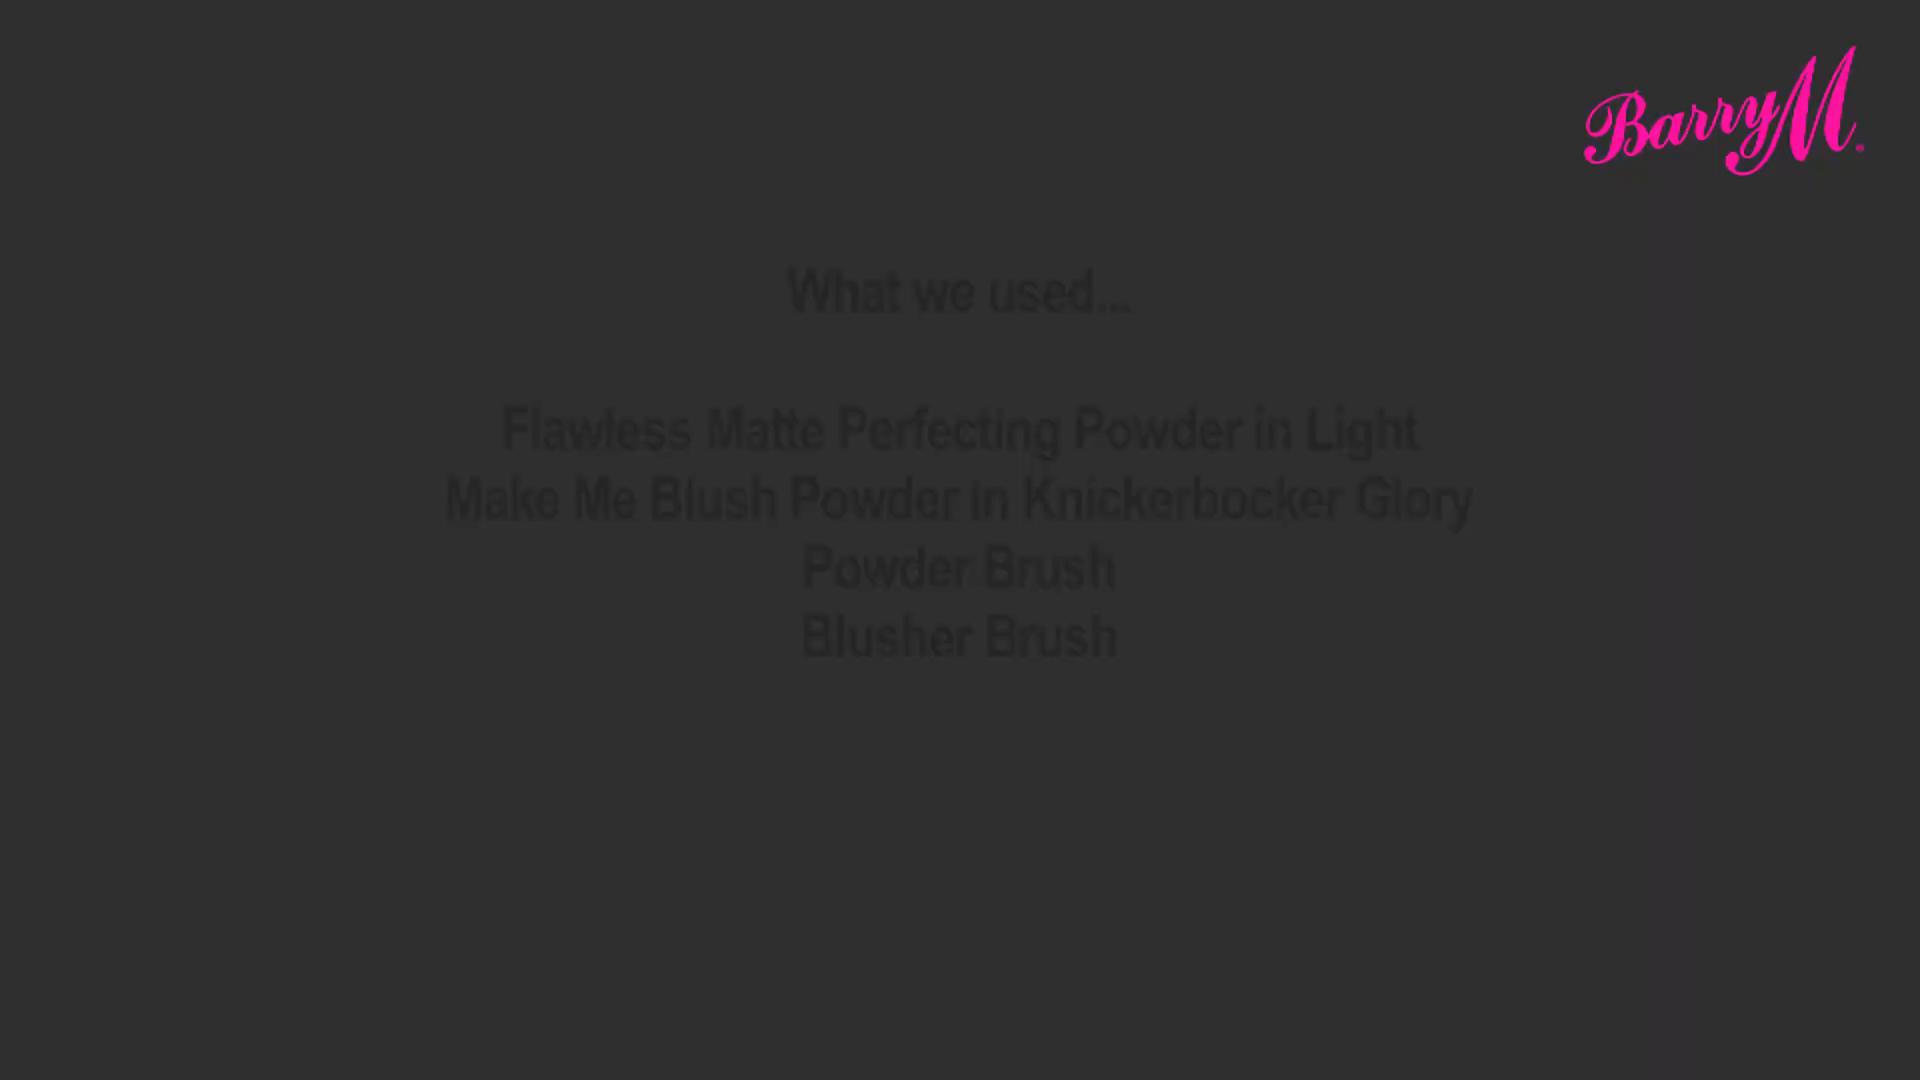 Barry M.
What we used...
Flawless Matte Perfecting Powder in Light
Make Me Blush Powder in Knickerbocker Glory
Powder Brush
Blusher Brush